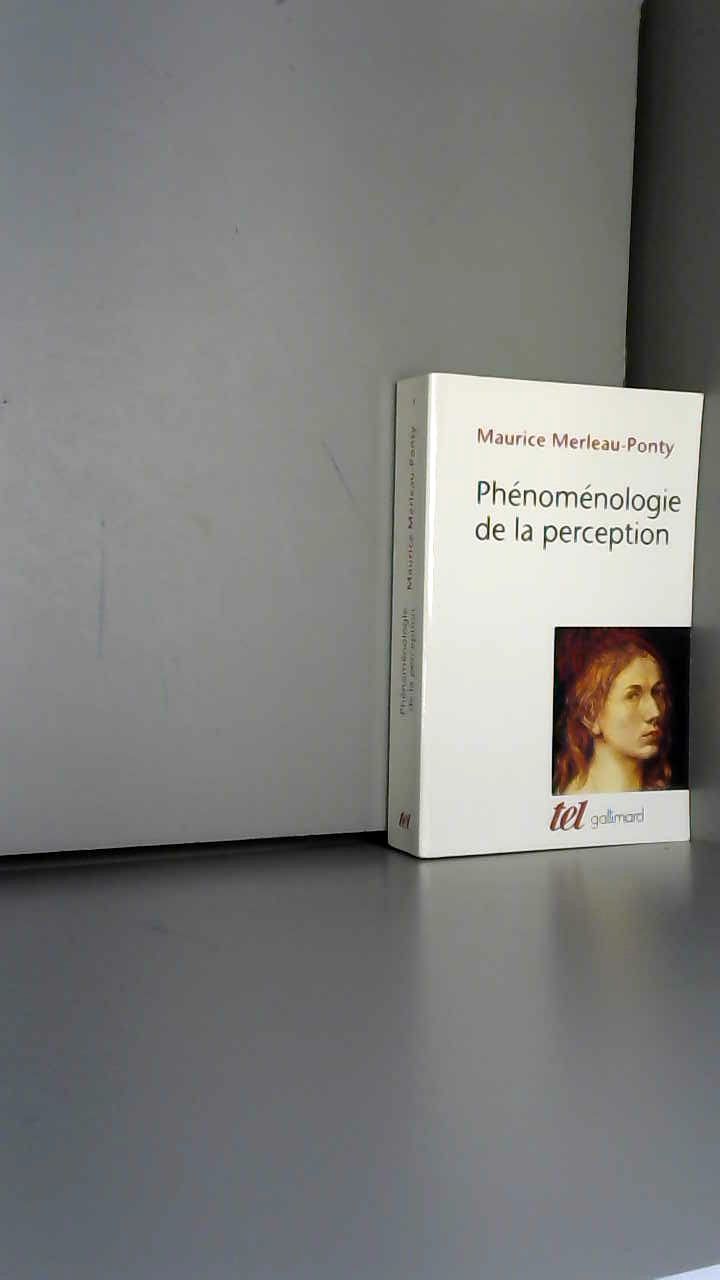 Maurice Merleau-Ponty
Phénoménologie
de la perception
tel gallimard
Phénoménologie
de la perception
Maurice Merleau-Ponty
tel